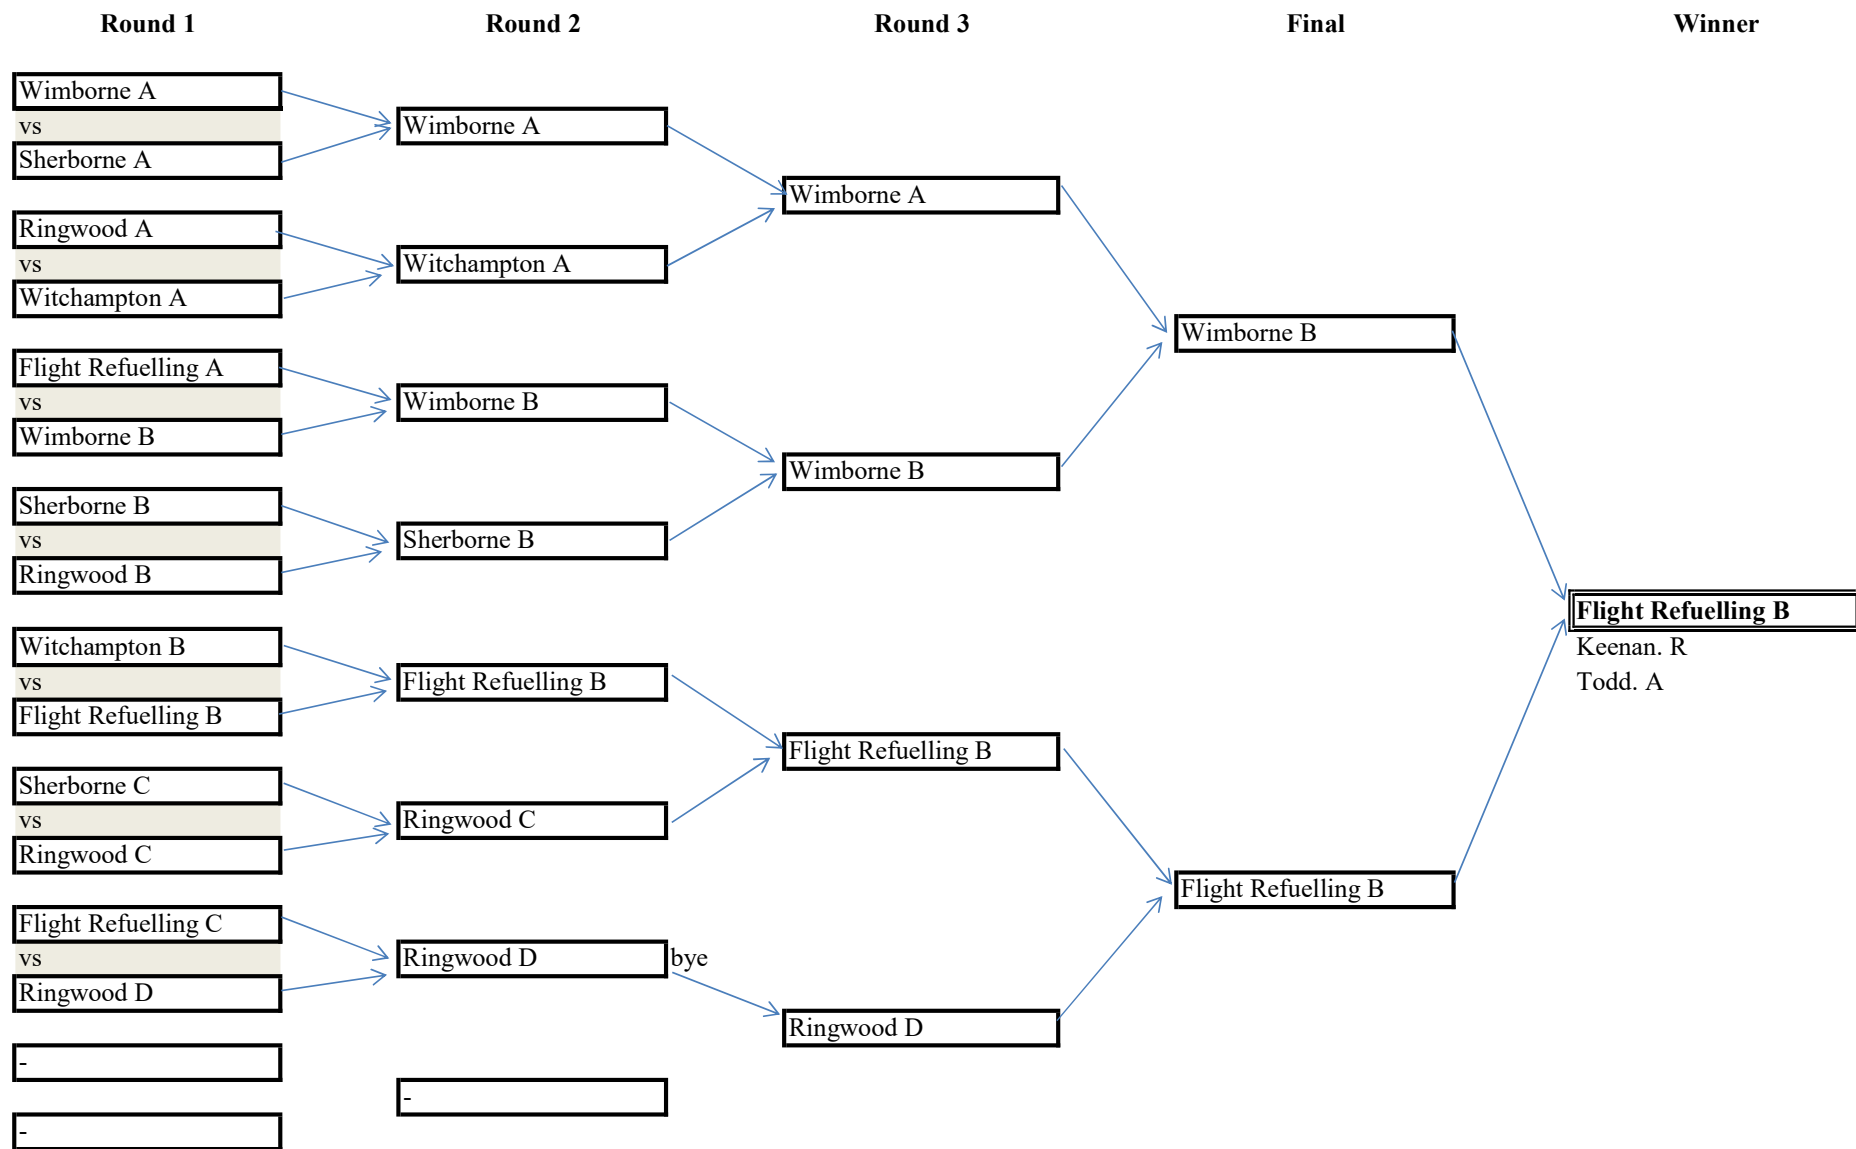 Round 1
Round 2
Round 3
Final
Winner
Wimborne A
vs
Sherborne A
Ringwood A
vs
Witchampton A
Flight Refuelling A
vs
Wimborne B
Sherborne B
vs
Ringwood B
Witchampton B
vs
Flight Refuelling B
Sherborne C
vs
Ringwood C
Flight Refuelling C
vs
Ringwood D
-
-
Wimborne A
Witchampton A
Wimborne B
Sherborne B
Flight Refuelling B
Ringwood C
Ringwood D bye
-
Wimborne A
Wimborne B
Flight Refuelling B
Ringwood D
Wimborne B
Flight Refuelling B
Flight Refuelling B
Keenan. R
Todd. A